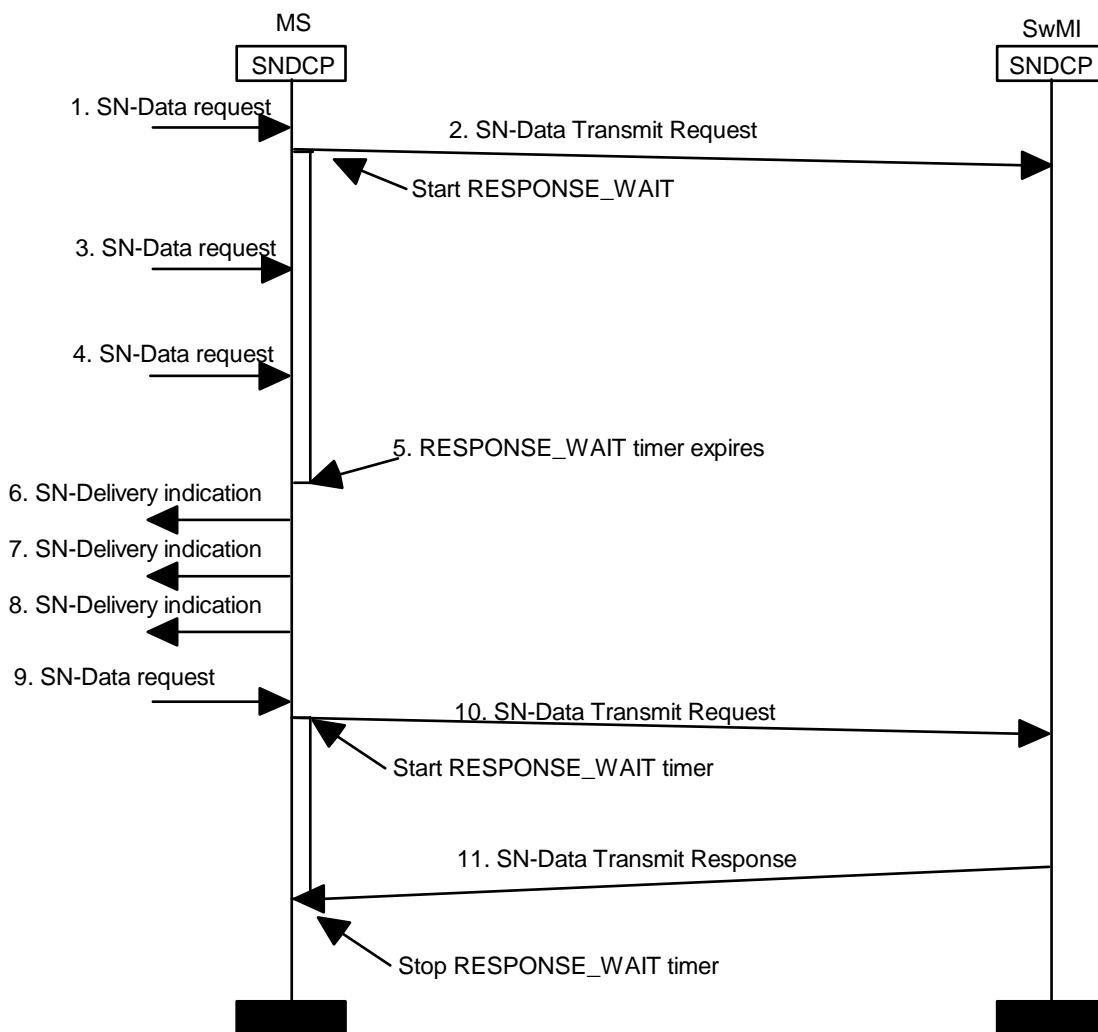 MS
SwMI
SNDCP
SNDCP
1. SN-Data request
2. SN-Data Transmit Request
Start RESPONSE_WAIT
3. SN-Data request
4. SN-Data request
5. RESPONSE_WAIT timer expires
6. SN-Delivery indication
7. SN-Delivery indication
8. SN-Delivery indication
9. SN-Data request
10. SN-Data Transmit Request
Start RESPONSE_WAIT timer
11. SN-Data Transmit Response
Stop RESPONSE_WAIT timer